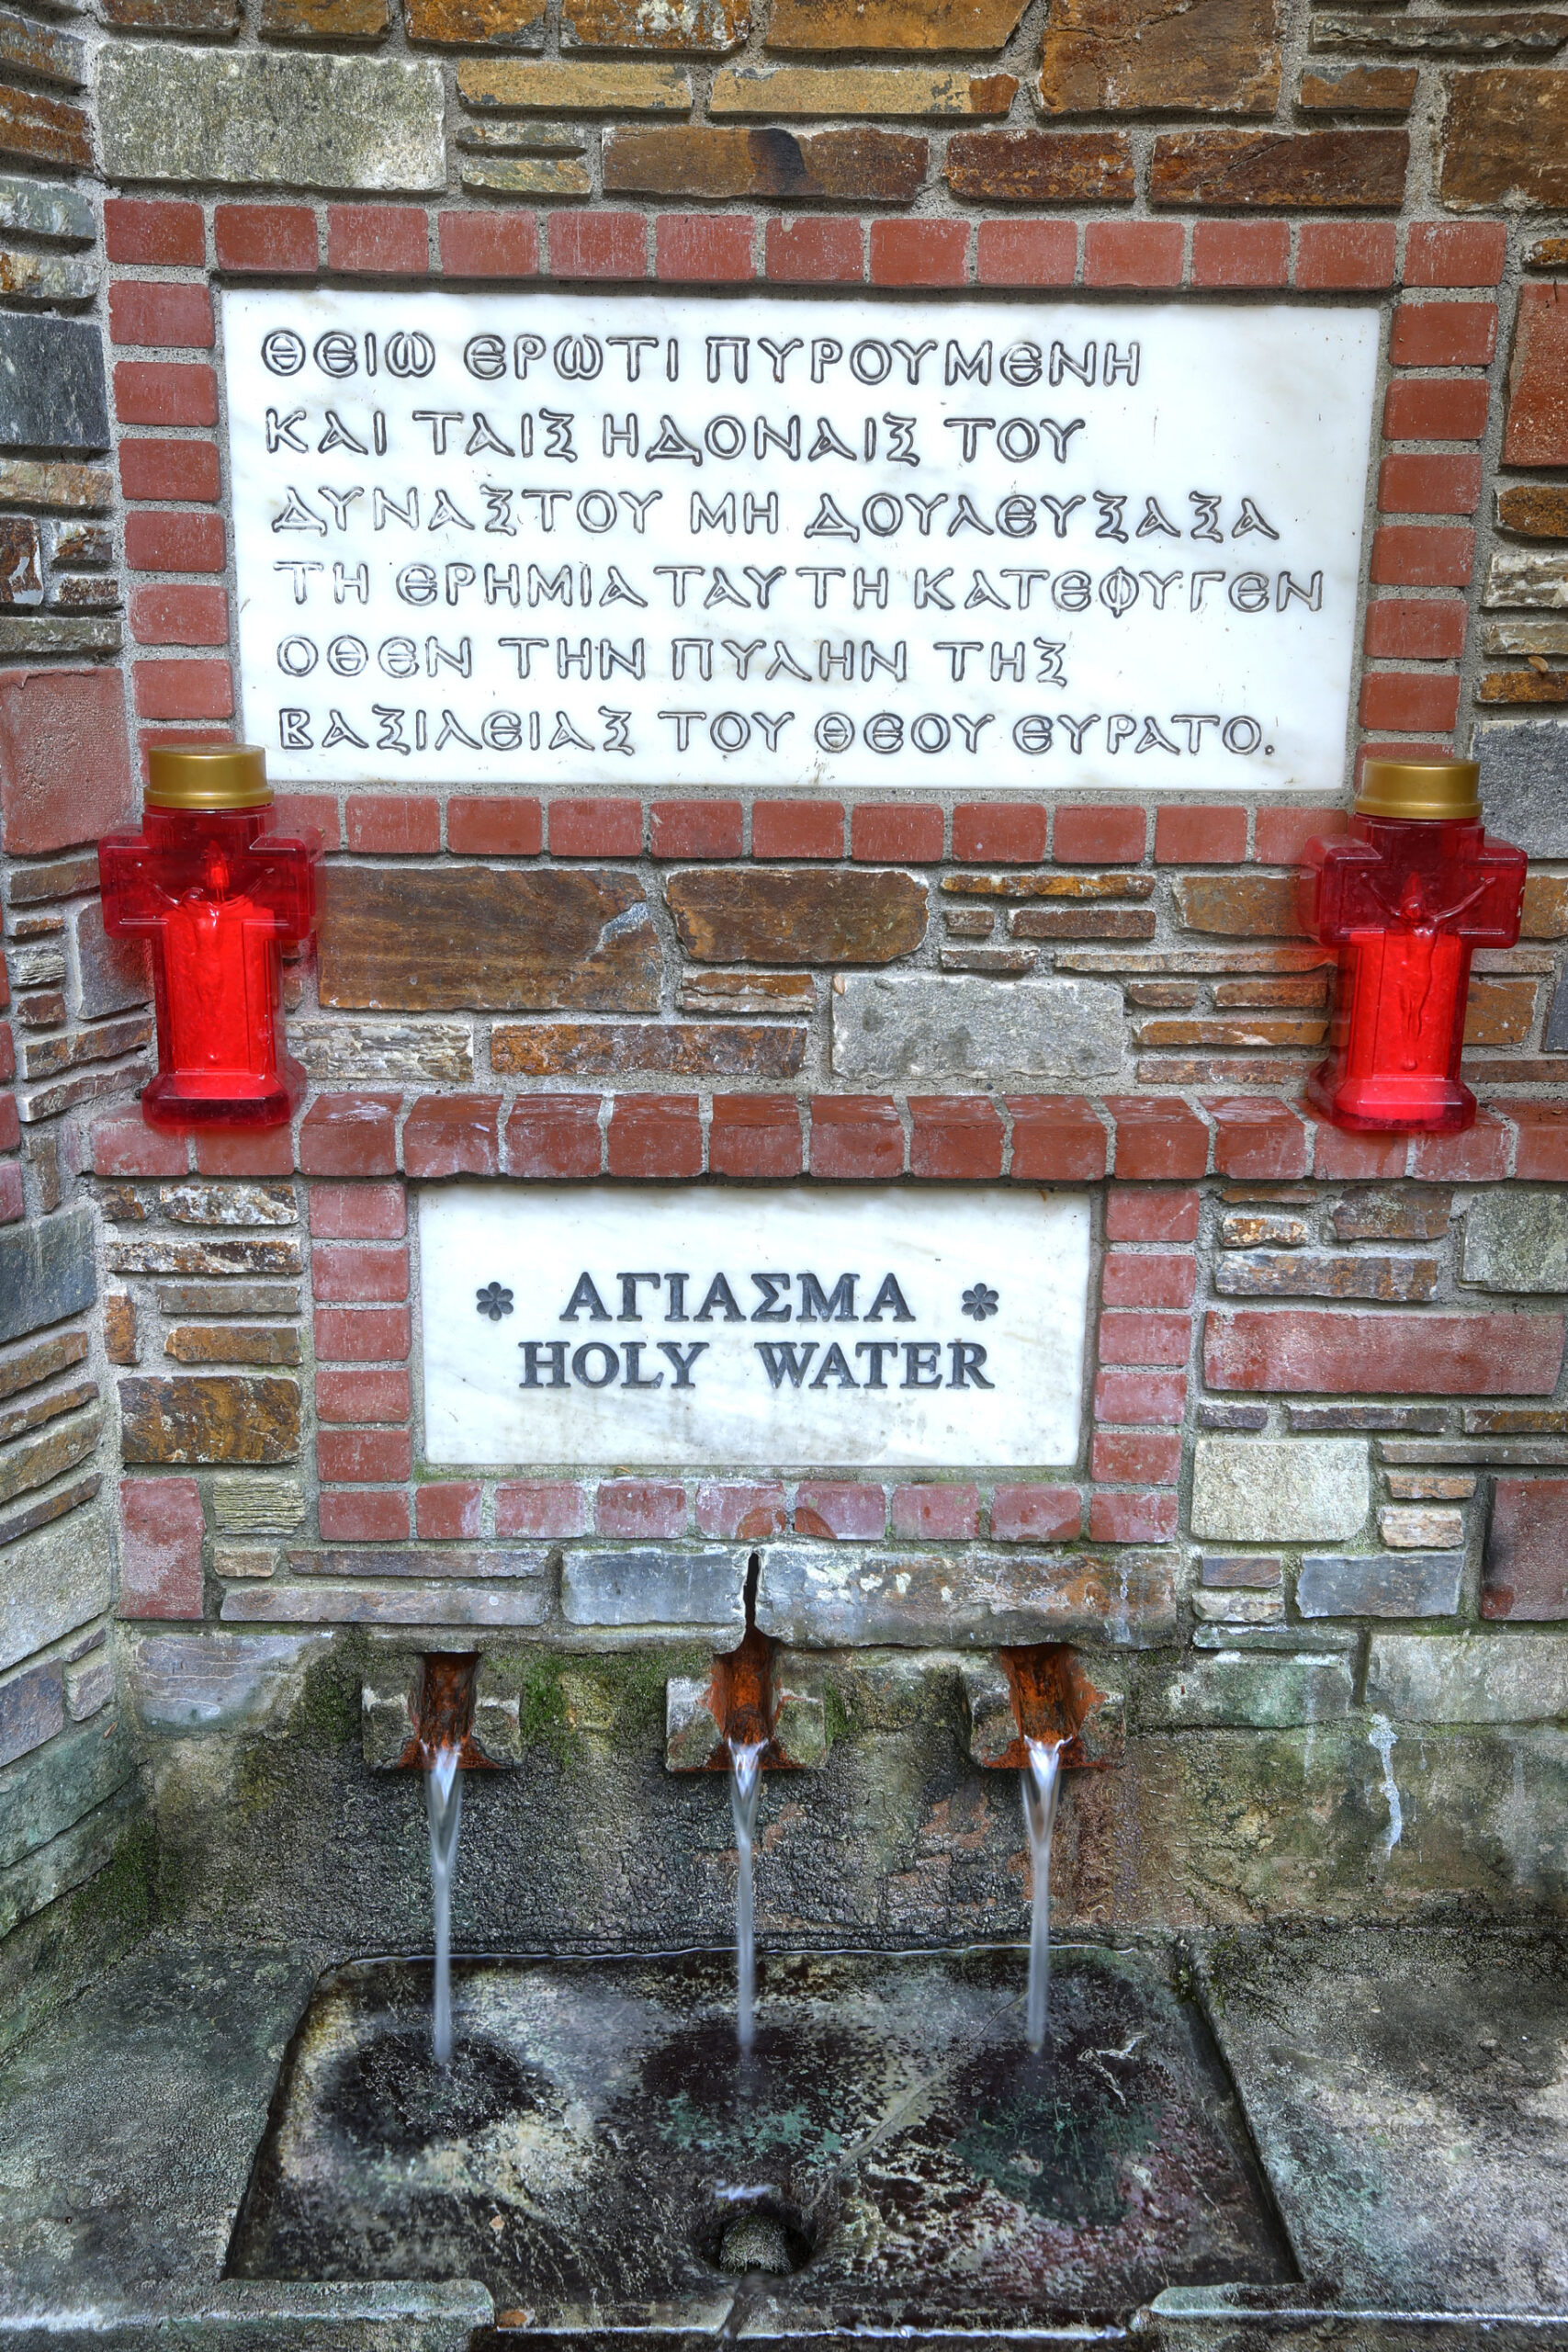 ΘΕΙΩ ΕΡΩΤΙ ΠΥΡΟΥΜΕΝΗ
ΚΑΙ ΤΑΙΣ ΗΔΟΝΑΙΣ ΤΟΥ
ΔΥΝΑΣΤΟΥ ΜΗ ΔΟΥΛΕΥΣΑΣΑ
ΤΗ ΕΡΗΜΙΑ ΤΑΥΤΗ ΚΑΤΕΦΥΓΕΝ
ΟΘΕΝ ΤΗΝ ΠΥΛΗΝ ΤΗΣ
ΒΑΣΙΛΕΙΑΣ ΤΟΥ ΘΕΟΥ ΕΥΡΑΤΟ.
* ΑΓΙΑΣΜΑ *
HOLY WATER